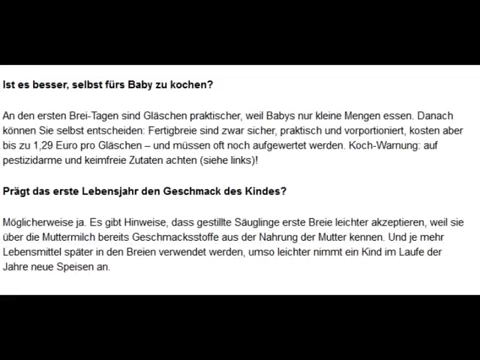 Ist es besser, selbst fürs Baby zu kochen?
An den ersten Brei-Tagen sind Gläschen praktischer, weil Babys nur kleine Mengen essen. Danach
können Sie selbst entscheiden: Fertigbreie sind zwar sicher, praktisch und vorportioniert, kosten aber
bis zu 1,29 Euro pro Gläschen – und müssen oft noch aufgewertet werden. Koch-Warnung: auf
pestizidarme und keimfreie Zutaten achten (siehe links)!
Prägt das erste Lebensjahr den Geschmack des Kindes?
Möglicherweise ja. Es gibt Hinweise, dass gestillte Säuglinge erste Breie leichter akzeptieren, weil sie
über die Muttermilch bereits Geschmacksstoffe aus der Nahrung der Mutter kennen. Und je mehr
Lebensmittel später in den Breien verwendet werden, umso leichter nimmt ein Kind im Laufe der
Jahre neue Speisen an.